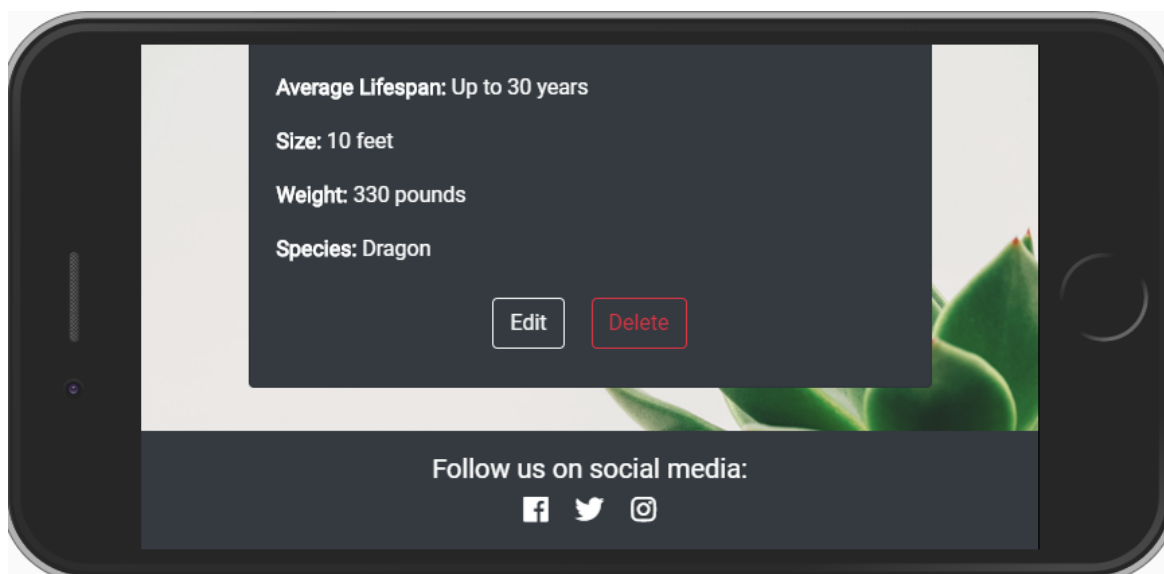 Average Lifespan: Up to 30 years
Size: 10 feet
Weight: 330 pounds
Species: Dragon
Edit Delete
Follow us on social media: